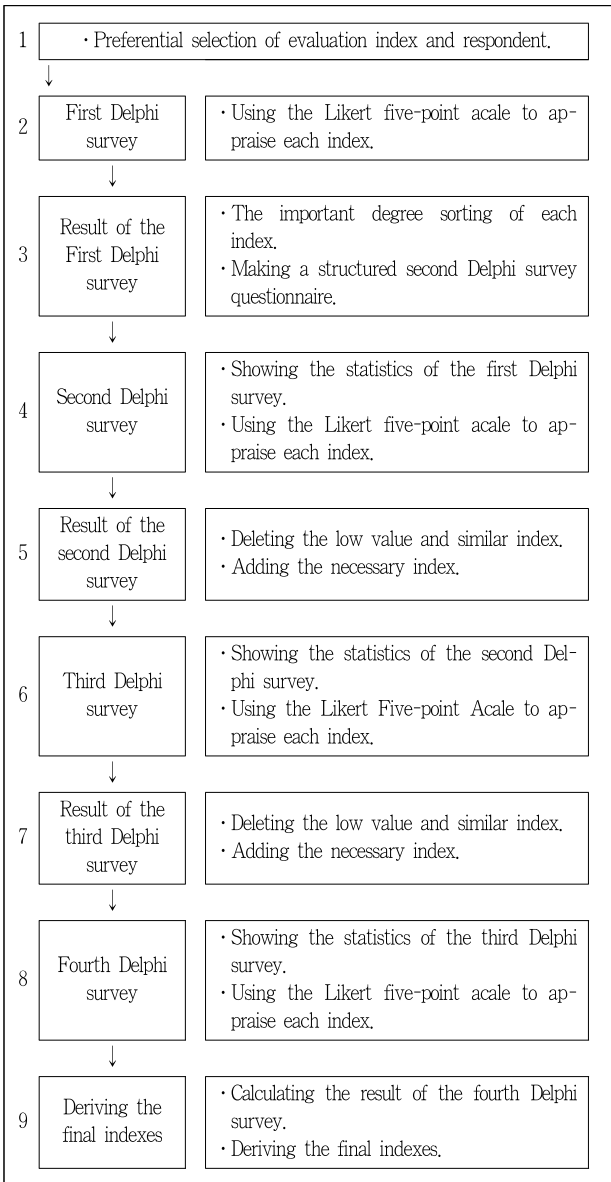 1 · Preferential selection of evaluation index and respondent.
↓
2
First Delphi
survey
· Using the Likert five-point acale to ap-
praise each index.
↓
3
Result of the
First Delphi
survey
· The important degree sorting of each
index.
· Making a structured second Delphi survey
questionnaire.
↓
4
Second Delphi
survey
· Showing the statistics of the first Delphi
survey.
· Using the Likert five-point acale to ap-
praise each index.
↓
5
Result of the
second Delphi
survey
· Deleting the low value and similar index.
· Adding the necessary index.
↓
6
Third Delphi
survey
· Showing the statistics of the second Del-
phi survey.
· Using the Likert Five-point Acale to ap-
praise each index.
↓
7
Result of the
third Delphi
survey
· Deleting the low value and similar index.
· Adding the necessary index.
↓
8
Fourth Delphi
survey
· Showing the statistics of the third Delphi
survey.
· Using the Likert five-point acale to ap-
praise each index.
↓
9
Deriving the
final indexes
· Calculating the result of the fourth Delphi
survey.
· Deriving the final indexes.